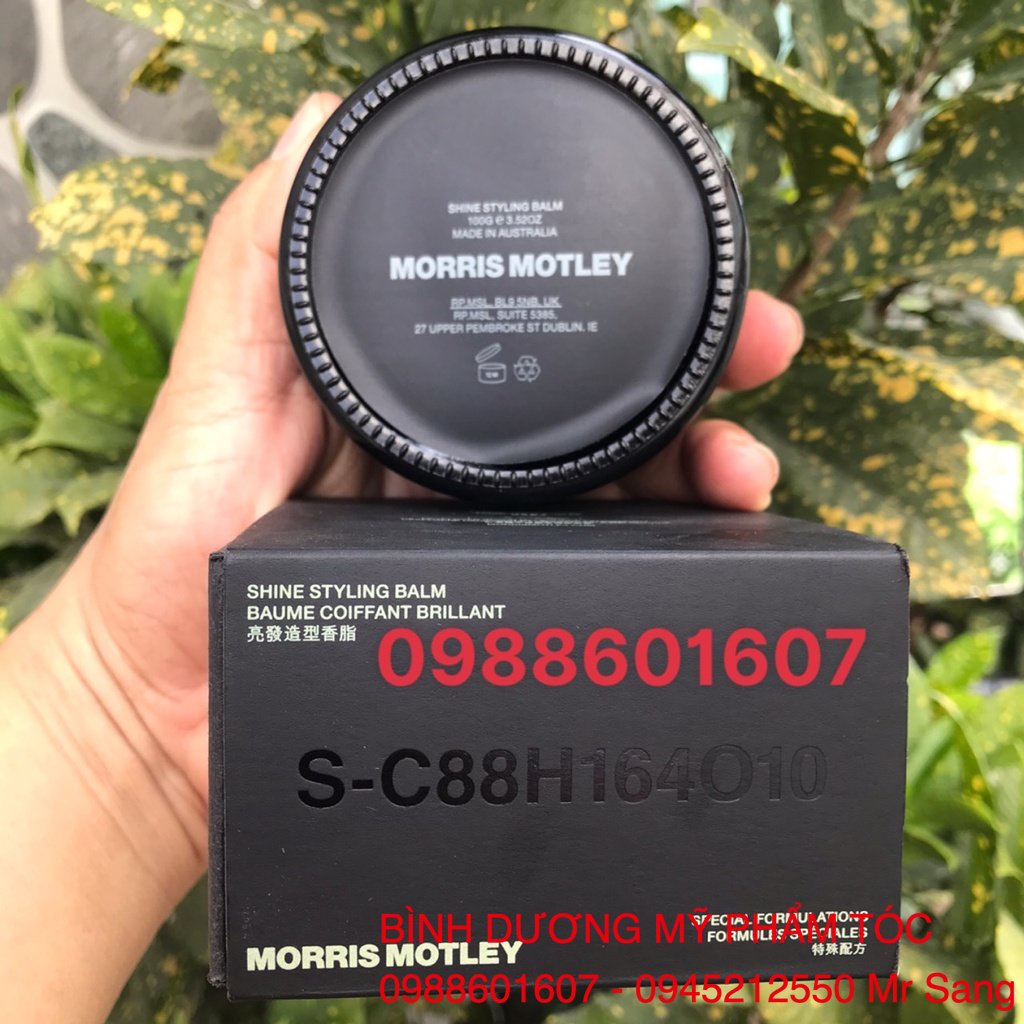 SHINE STYLING BALM
100G ℮ 3.52OZ
MADE IN AUSTRALIA
MORRIS MOTLEY
RP.MSL, BL9 5NB, UK.
RP.MSL, SUITE 5385,
27 UPPER PEMBROKE ST DUBLIN. IE
12 M
SHINE STYLING BALM
BAUME COIFFANT BRILLANT
亮發造型香脂
0988601607
S-C88H164O10
SPECIAL FORMULATIONS
FORMULES SPÉCIALES
特殊配方
MORRIS MOTLEY
BÌNH DƯƠNG MỸ PHẨM TÓC
0988601607 - 0945212550 Mr Sang